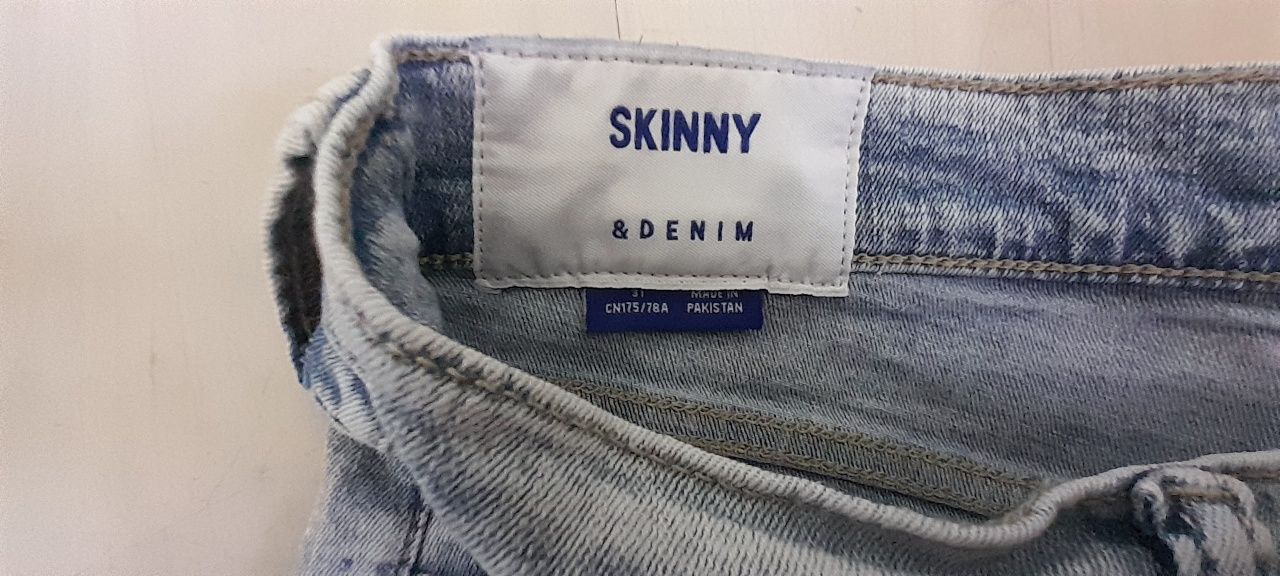 SKINNY
&DENIM
31 MADE IN
CN175/78A PAKISTAN